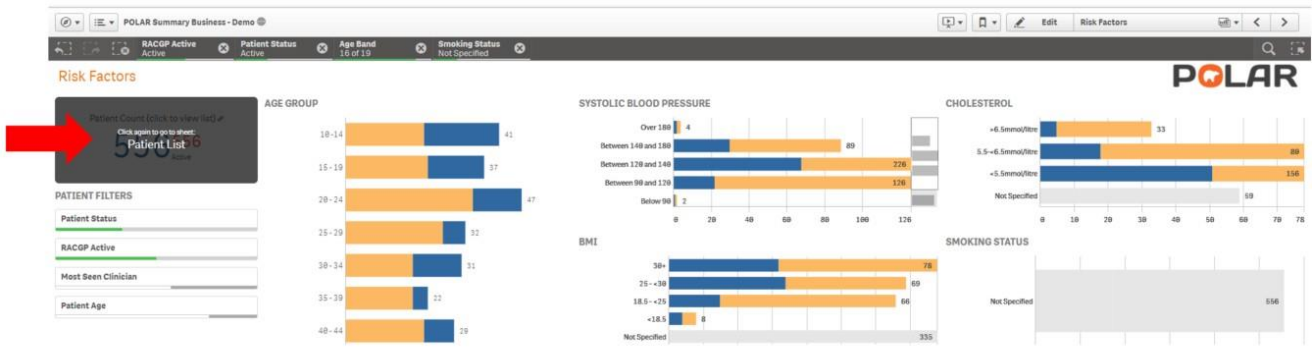 POLAR Summary Business - Demo
Edit
Risk Factors
RACGP Active
Active
Patient Status
Active
Age Band
16 of 19
Smoking Status
Not Specified
Risk Factors
POLAR
Patient Count (click to view list)
Click again to go to sheet:
Patient List
556
Active
PATIENT FILTERS
Patient Status
RACGP Active
Most Seen Clinician
Patient Age
AGE GROUP
10-14 41
15-19 37
20-24 47
25-29 32
30-34 31
35-39 22
40-44 29
SYSTOLIC BLOOD PRESSURE
Over 180 4
Between 140 and 180 89
Between 120 and 140 226
Between 90 and 120 126
Below 90 2
0 20 40 60 80 100 126
BMI
30+ 78
25-<30 69
18.5-<25 66
<18.5 8
Not Specified 335
CHOLESTEROL
>6.5mmol/litre 33
5.5-<6.5mmol/litre 80
<5.5mmol/litre 156
Not Specified 59
0 10 20 30 40 50 60 70 78
SMOKING STATUS
Not Specified 556